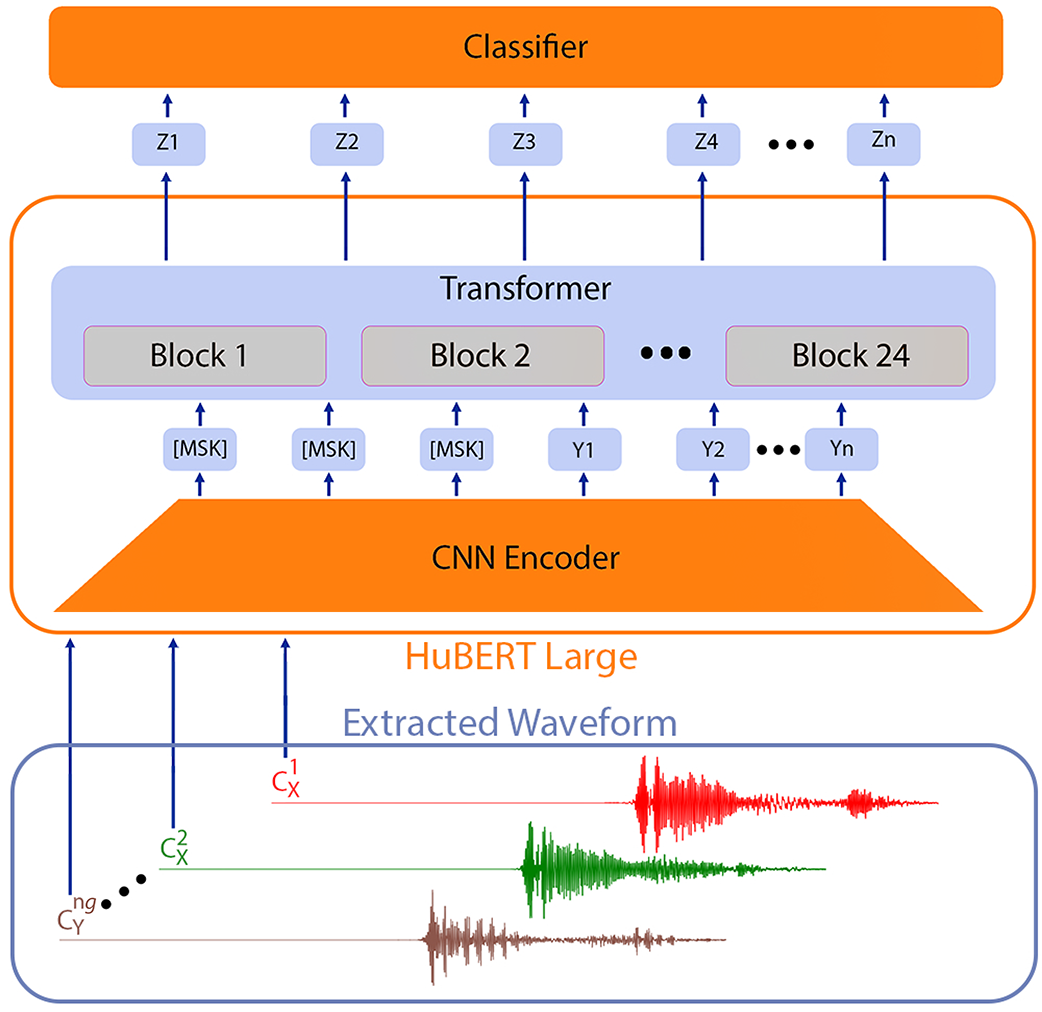 Classifier
Z1 Z2 Z3 Z4 ••• Zn
Transformer
Block 1 Block 2 ••• Block 24
[MSK] [MSK] [MSK] Y1 Y2 ••• Yn
CNN Encoder
HuBERT Large
Extracted Waveform
C_X^1
C_X^2
C_Y^ng